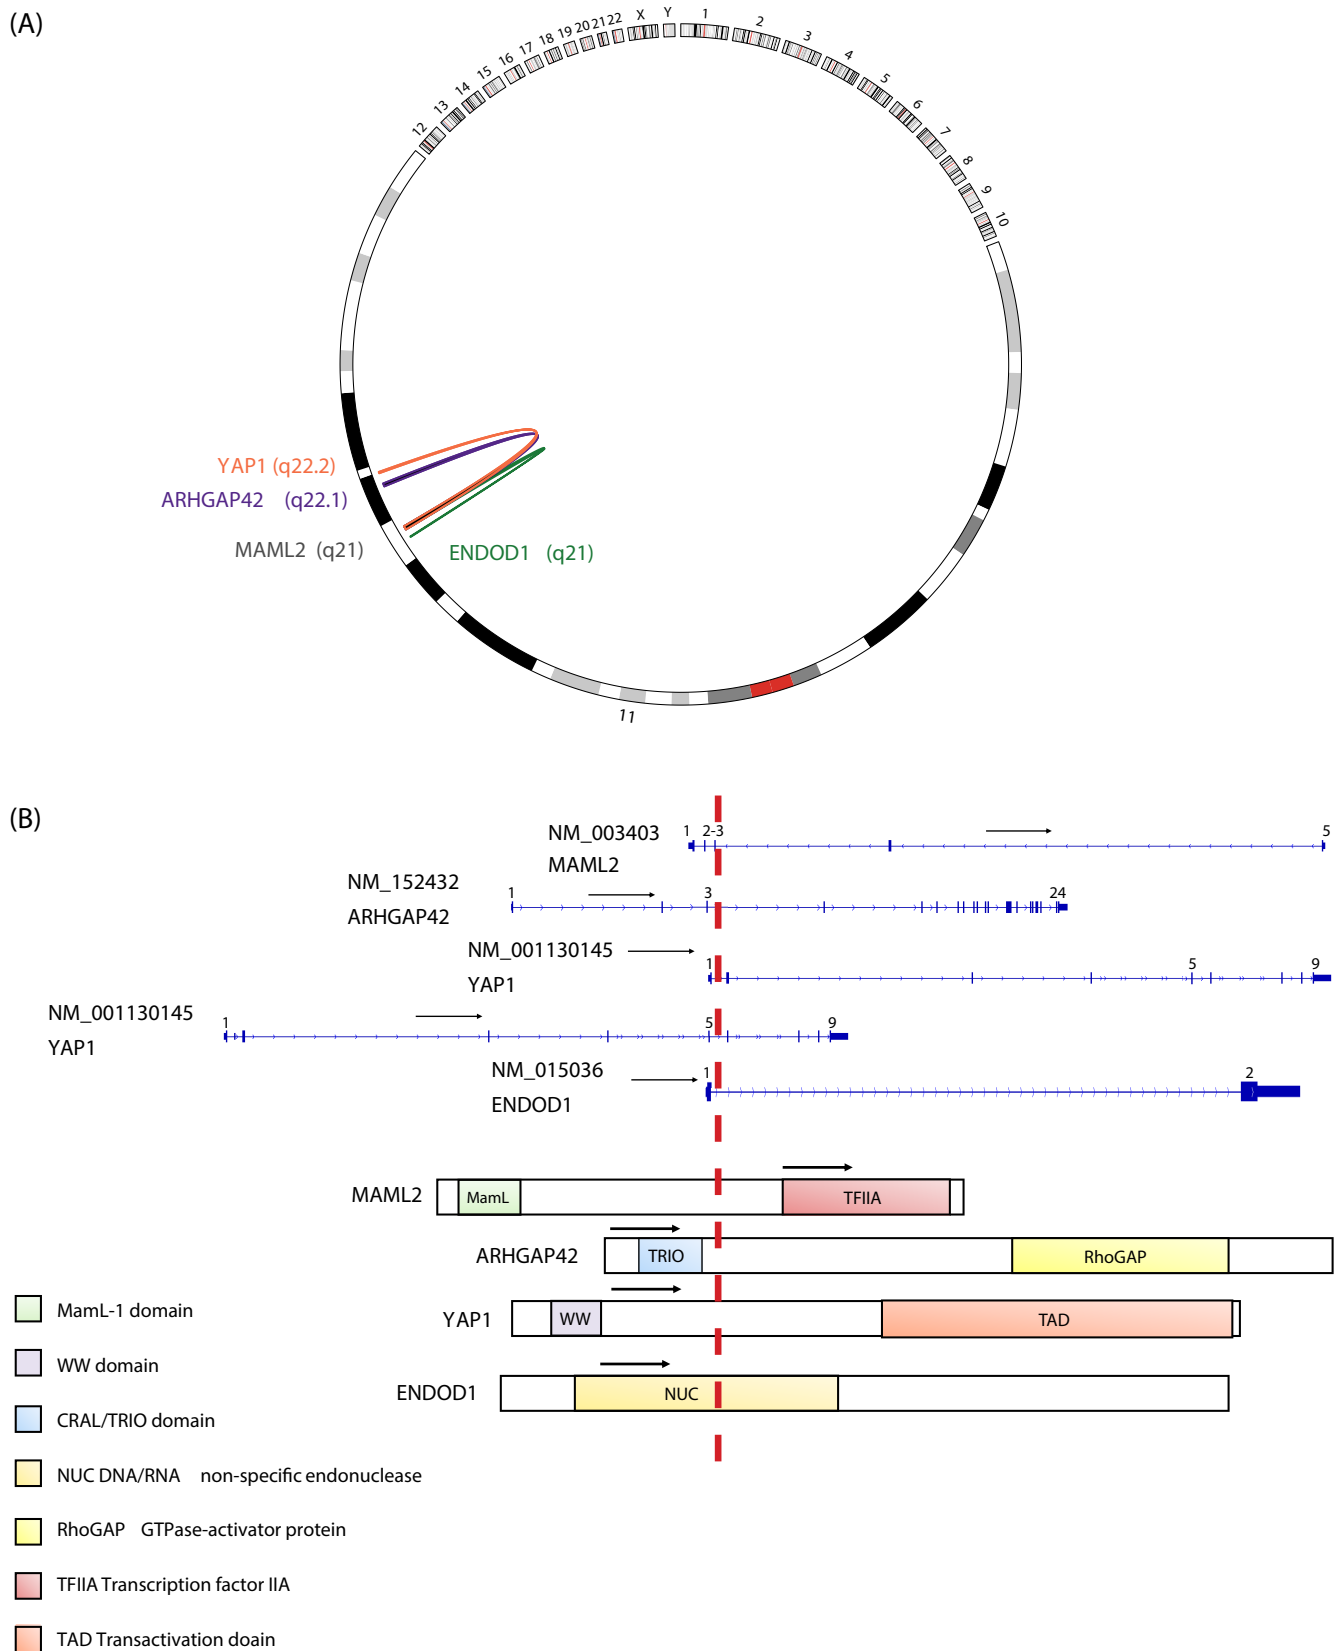 (A)
X Y 1 2 3 4 5 6 7 8 9 10
12 13 14 15 16 17 18 19 20 21 22
YAP1 (q22.2)
ARHGAP42 (q22.1)
MAML2 (q21)
ENDOD1 (q21)
11
(B)
NM_003403
MAML2
1 2-3 5
NM_152432
ARHGAP42
1 3 24
NM_001130145
YAP1
1 5 9
NM_001130145
YAP1
1 5 9
NM_015036
ENDOD1
1 2
MAML2 MamL TFIIA
ARHGAP42 TRIO RhoGAP
YAP1 WW TAD
ENDOD1 NUC
MamL-1 domain
WW domain
CRAL/TRIO domain
NUC DNA/RNA non-specific endonuclease
RhoGAP GTPase-activator protein
TFIIA Transcription factor IIA
TAD Transactivation doain